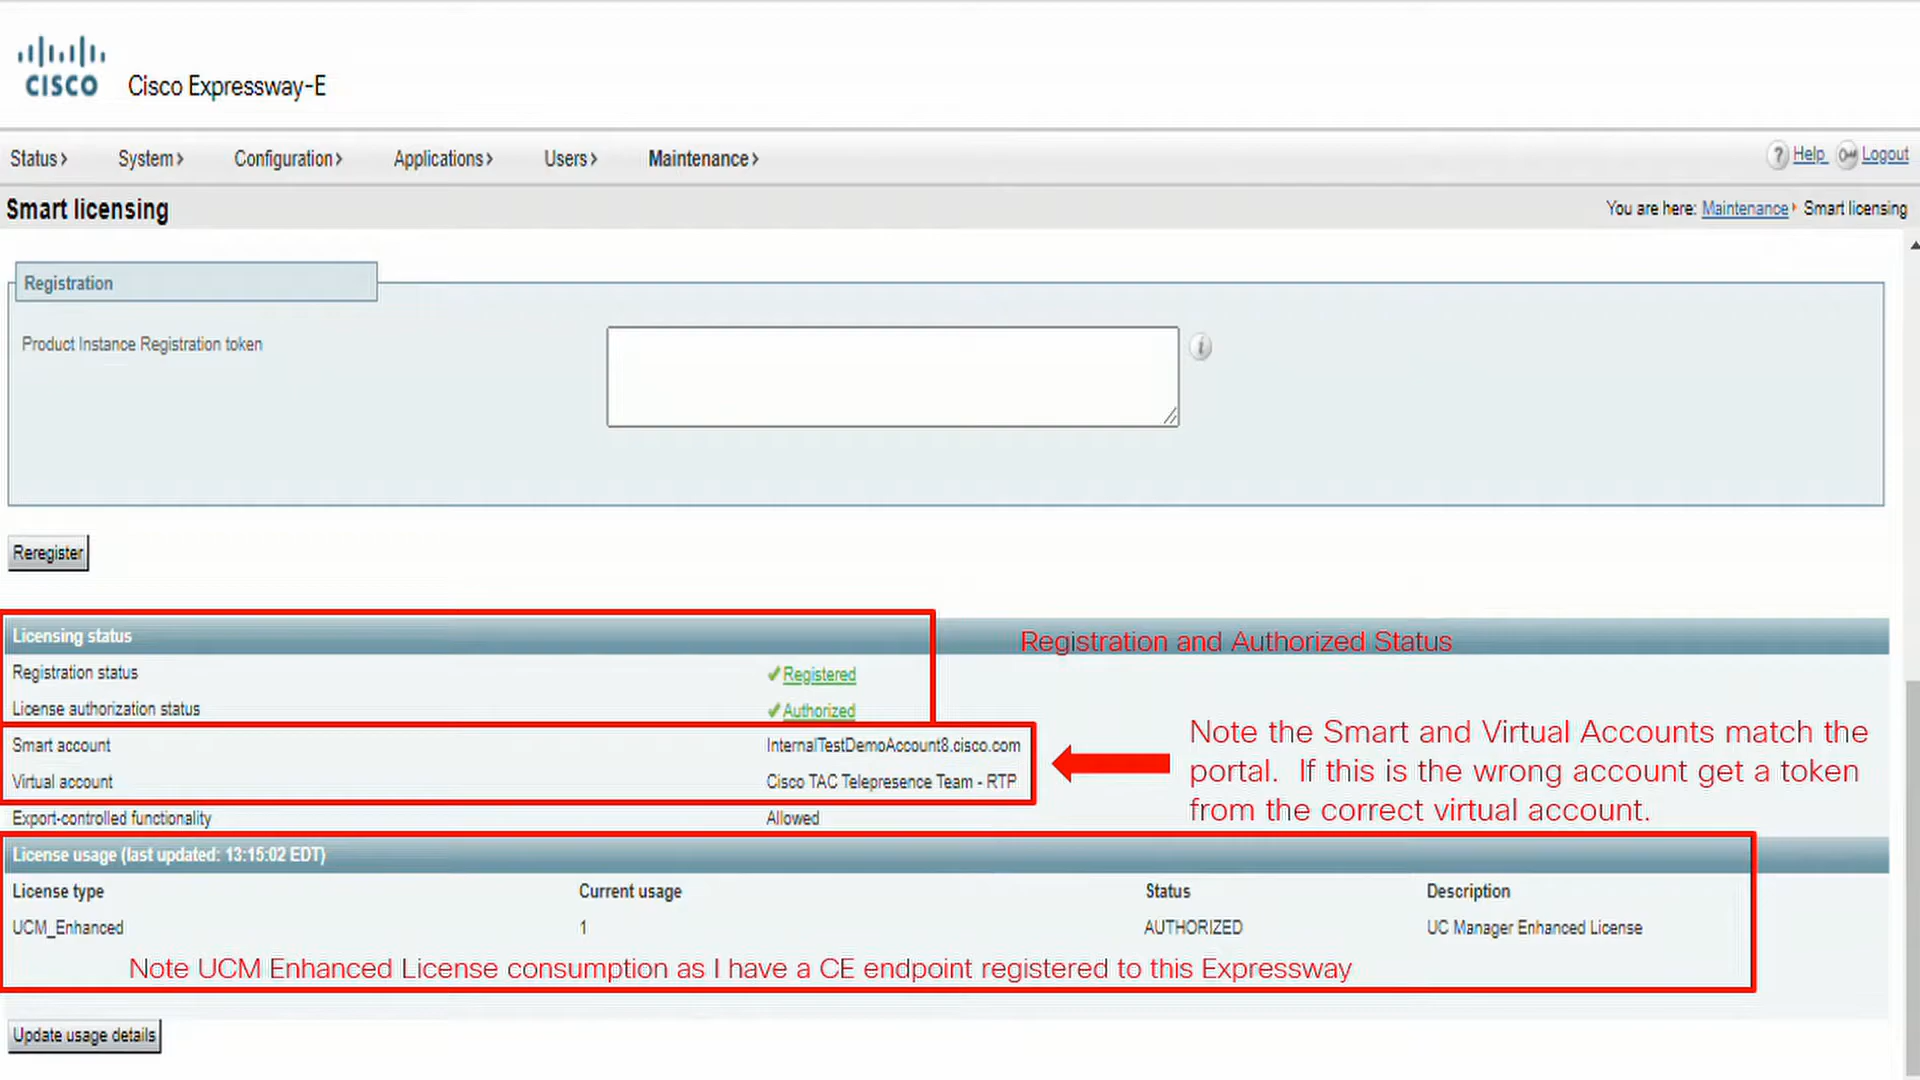 CISCO
Cisco Expressway-E
Status› System› Configuration› Applications› Users› Maintenance› ? Help Logout
Smart licensing You are here: Maintenance Smart licensing
Registration
Product Instance Registration token i
Reregister
Licensing status Registration and Authorized Status
Registration status Registered
License authorization status Authorized
Smart account InternalTestDemoAccount8.cisco.com
Virtual account Cisco TAC Telepresence Team - RTP
Note the Smart and Virtual Accounts match the
portal. If this is the wrong account get a token
from the correct virtual account.
Export-controlled functionality Allowed
License usage (last updated: 13:15:02 EDT)
License type Current usage Status Description
UCM_Enhanced 1 AUTHORIZED UC Manager Enhanced License
Note UCM Enhanced License consumption as I have a CE endpoint registered to this Expressway
Update usage details